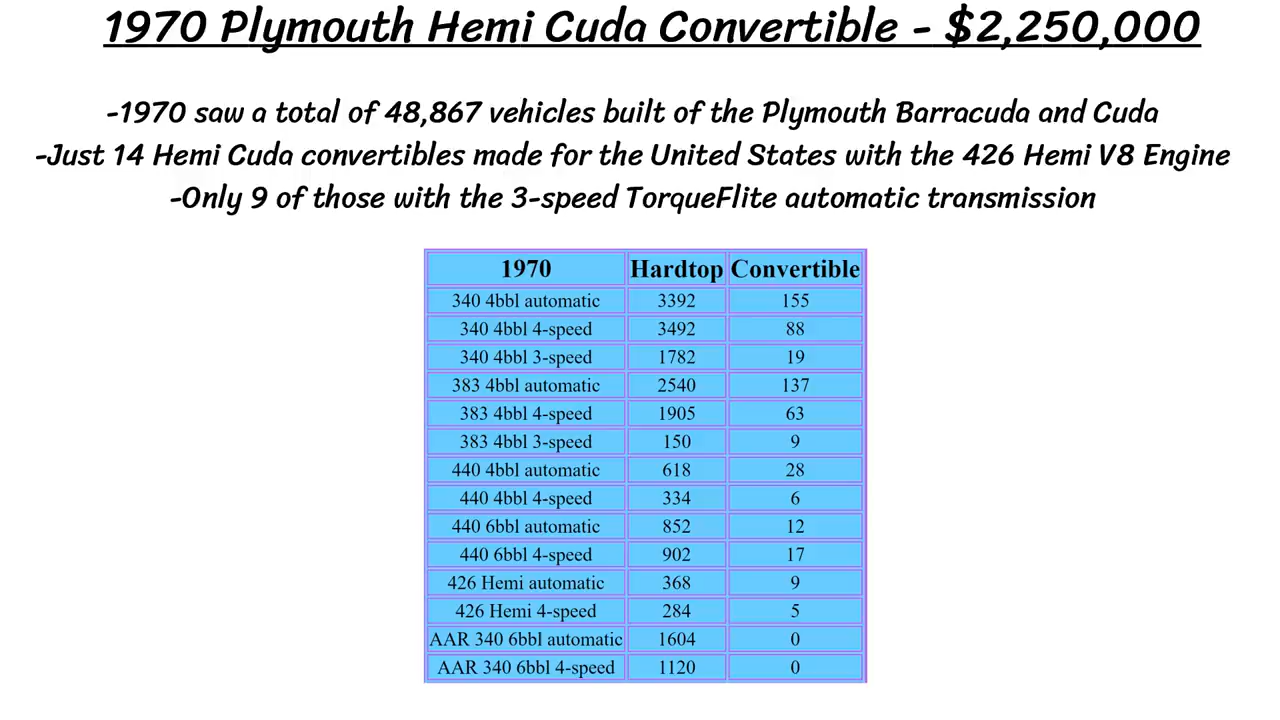 1970 Plymouth Hemi Cuda Convertible - $2,250,000
-1970 saw a total of 48,867 vehicles built of the Plymouth Barracuda and Cuda
-Just 14 Hemi Cuda convertibles made for the United States with the 426 Hemi V8 Engine
-Only 9 of those with the 3-speed TorqueFlite automatic transmission
1970 Hardtop Convertible
340 4bbl automatic 3392 155
340 4bbl 4-speed 3492 88
340 4bbl 3-speed 1782 19
383 4bbl automatic 2540 137
383 4bbl 4-speed 1905 63
383 4bbl 3-speed 150 9
440 4bbl automatic 618 28
440 4bbl 4-speed 334 6
440 6bbl automatic 852 12
440 6bbl 4-speed 902 17
426 Hemi automatic 368 9
426 Hemi 4-speed 284 5
AAR 340 6bbl automatic 1604 0
AAR 340 6bbl 4-speed 1120 0